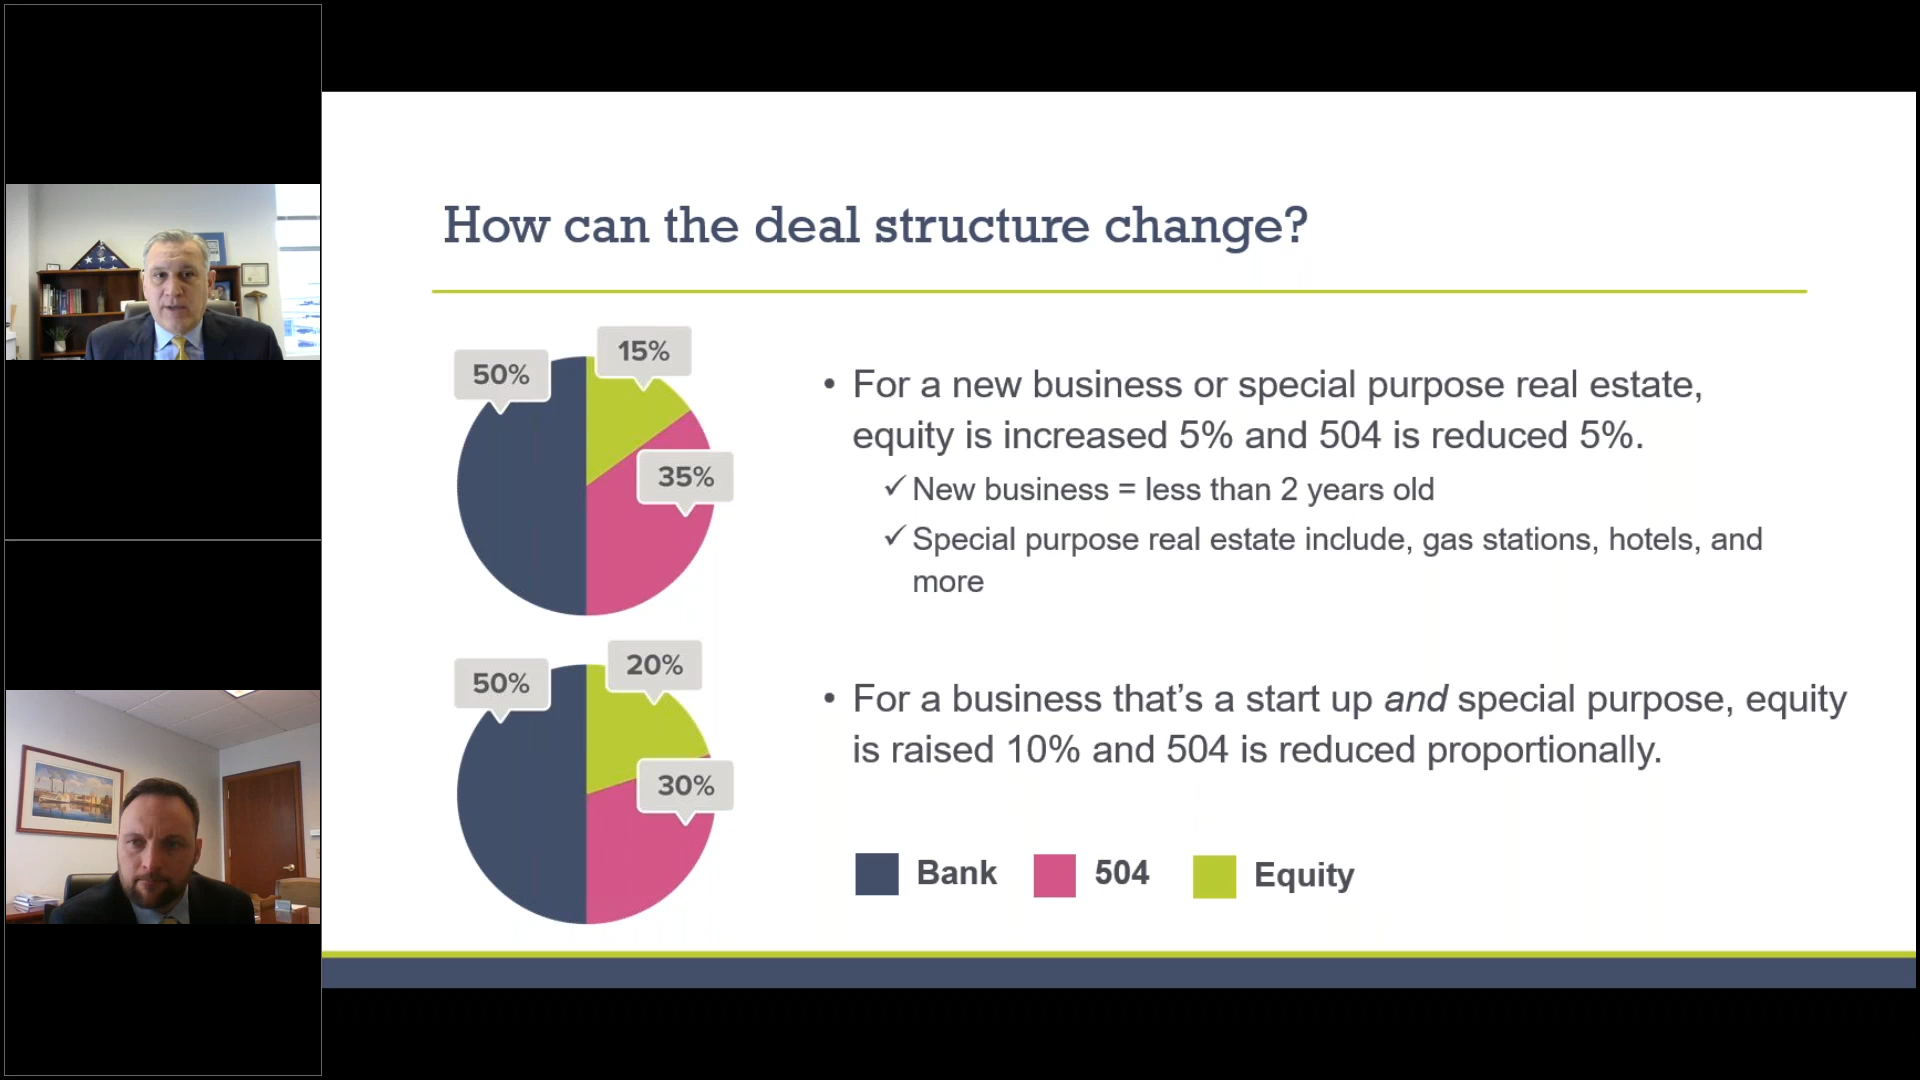 How can the deal structure change?
50%
15%
35%
• For a new business or special purpose real estate,
equity is increased 5% and 504 is reduced 5%.
✓ New business = less than 2 years old
✓ Special purpose real estate include, gas stations, hotels, and
more
50%
20%
30%
• For a business that’s a start up and special purpose, equity
is raised 10% and 504 is reduced proportionally.
Bank 504 Equity